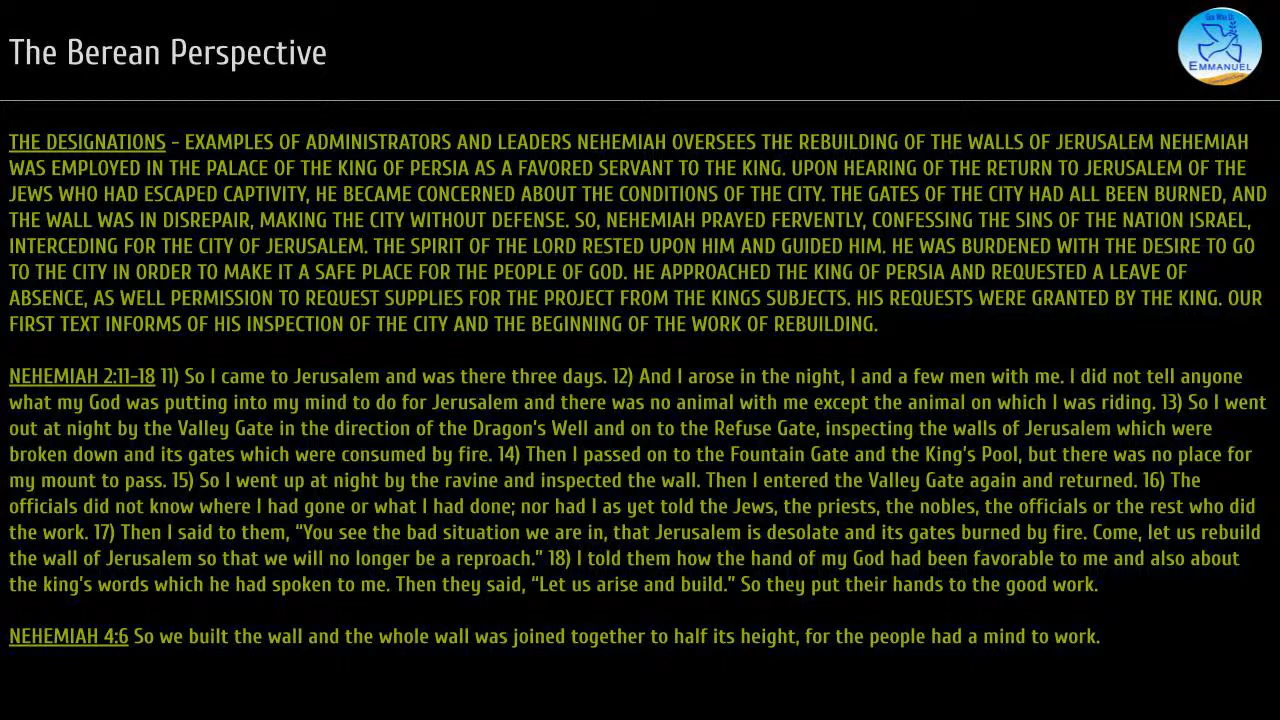 The Berean Perspective
God With Us
EMMANUEL
THE DESIGNATIONS - EXAMPLES OF ADMINISTRATORS AND LEADERS NEHEMIAH OVERSEES THE REBUILDING OF THE WALLS OF JERUSALEM NEHEMIAH
WAS EMPLOYED IN THE PALACE OF THE KING OF PERSIA AS A FAVORED SERVANT TO THE KING. UPON HEARING OF THE RETURN TO JERUSALEM OF THE
JEWS WHO HAD ESCAPED CAPTIVITY, HE BECAME CONCERNED ABOUT THE CONDITIONS OF THE CITY. THE GATES OF THE CITY HAD ALL BEEN BURNED, AND
THE WALL WAS IN DISREPAIR, MAKING THE CITY WITHOUT DEFENSE. SO, NEHEMIAH PRAYED FERVENTLY, CONFESSING THE SINS OF THE NATION ISRAEL,
INTERCEDING FOR THE CITY OF JERUSALEM. THE SPIRIT OF THE LORD RESTED UPON HIM AND GUIDED HIM. HE WAS BURDENED WITH THE DESIRE TO GO
TO THE CITY IN ORDER TO MAKE IT A SAFE PLACE FOR THE PEOPLE OF GOD. HE APPROACHED THE KING OF PERSIA AND REQUESTED A LEAVE OF
ABSENCE, AS WELL PERMISSION TO REQUEST SUPPLIES FOR THE PROJECT FROM THE KINGS SUBJECTS. HIS REQUESTS WERE GRANTED BY THE KING. OUR
FIRST TEXT INFORMS OF HIS INSPECTION OF THE CITY AND THE BEGINNING OF THE WORK OF REBUILDING.
NEHEMIAH 2:11-18 11) So I came to Jerusalem and was there three days. 12) And I arose in the night, I and a few men with me. I did not tell anyone
what my God was putting into my mind to do for Jerusalem and there was no animal with me except the animal on which I was riding. 13) So I went
out at night by the Valley Gate in the direction of the Dragon's Well and on to the Refuse Gate, inspecting the walls of Jerusalem which were
broken down and its gates which were consumed by fire. 14) Then I passed on to the Fountain Gate and the King's Pool, but there was no place for
my mount to pass. 15) So I went up at night by the ravine and inspected the wall. Then I entered the Valley Gate again and returned. 16) The
officials did not know where I had gone or what I had done; nor had I as yet told the Jews, the priests, the nobles, the officials or the rest who did
the work. 17) Then I said to them, “You see the bad situation we are in, that Jerusalem is desolate and its gates burned by fire. Come, let us rebuild
the wall of Jerusalem so that we will no longer be a reproach.” 18) I told them how the hand of my God had been favorable to me and also about
the king's words which he had spoken to me. Then they said, “Let us arise and build.” So they put their hands to the good work.
NEHEMIAH 4:6 So we built the wall and the whole wall was joined together to half its height, for the people had a mind to work.